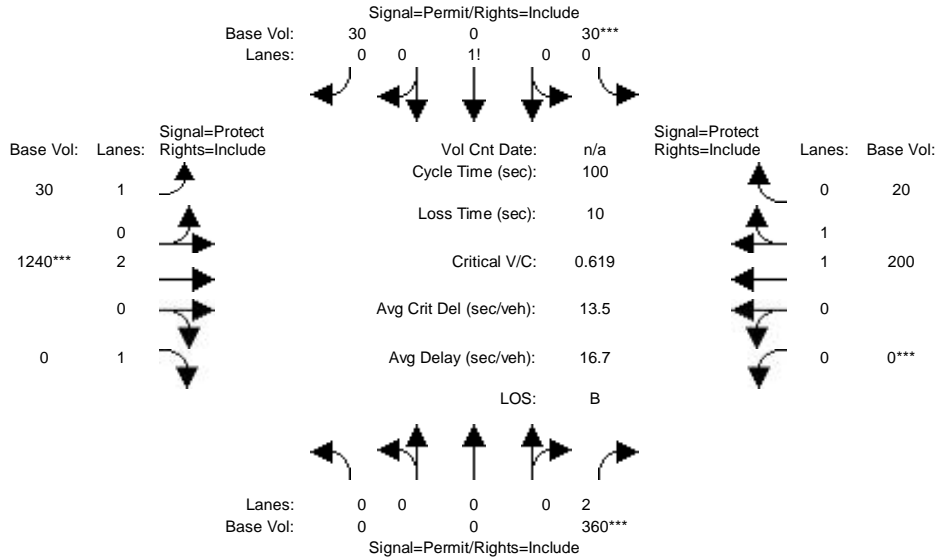 Signal=Permit/Rights=Include
Base Vol: 30 0 30***
Lanes: 0 0 1! 0 0
Signal=Protect Signal=Protect
Base Vol: Lanes: Rights=Include Vol Cnt Date: n/a Rights=Include Lanes: Base Vol:
Cycle Time (sec): 100
30 1 0 20
Loss Time (sec): 10
0 1
1240*** 2 Critical V/C: 0.619 1 200
0 Avg Crit Del (sec/veh): 13.5 0
0 1 Avg Delay (sec/veh): 16.7 0 0***
LOS: B
Lanes: 0 0 0 0 2
Base Vol: 0 0 360***
Signal=Permit/Rights=Include